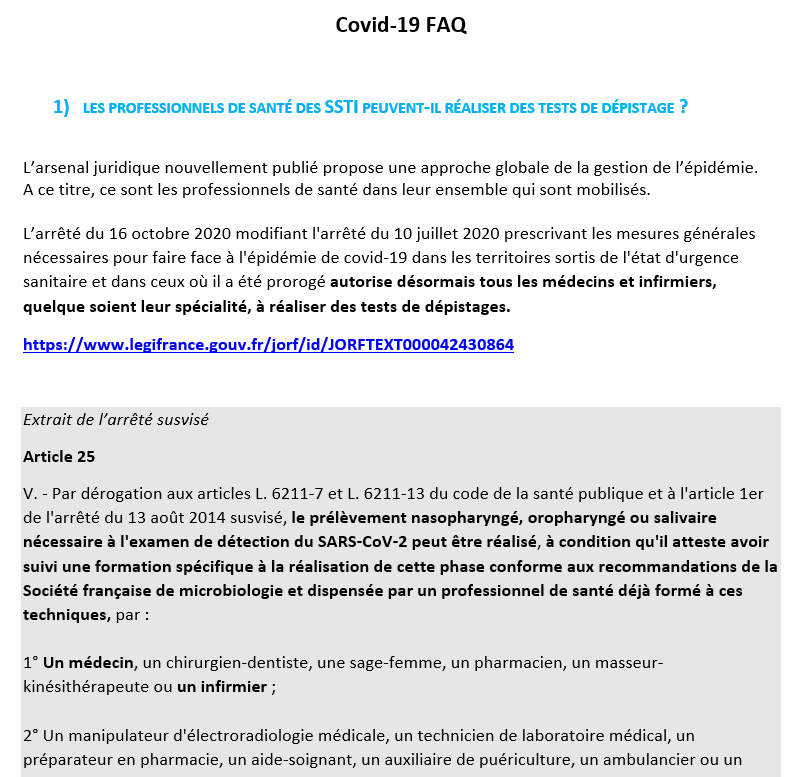 Covid-19 FAQ
1) LES PROFESSIONNELS DE SANTÉ DES SSTI PEUVENT-IL RÉALISER DES TESTS DE DÉPISTAGE ?
L’arsenal juridique nouvellement publié propose une approche globale de la gestion de l’épidémie.
A ce titre, ce sont les professionnels de santé dans leur ensemble qui sont mobilisés.
L’arrêté du 16 octobre 2020 modifiant l'arrêté du 10 juillet 2020 prescrivant les mesures générales
nécessaires pour faire face à l'épidémie de covid-19 dans les territoires sortis de l'état d'urgence
sanitaire et dans ceux où il a été prorogé autorise désormais tous les médecins et infirmiers,
quelque soient leur spécialité, à réaliser des tests de dépistages.
https://www.legifrance.gouv.fr/jorf/id/JORFTEXT000042430864
Extrait de l’arrêté susvisé
Article 25
V. - Par dérogation aux articles L. 6211-7 et L. 6211-13 du code de la santé publique et à l'article 1er
de l'arrêté du 13 août 2014 susvisé, le prélèvement nasopharyngé, oropharyngé ou salivaire
nécessaire à l'examen de détection du SARS-CoV-2 peut être réalisé, à condition qu'il atteste avoir
suivi une formation spécifique à la réalisation de cette phase conforme aux recommandations de la
Société française de microbiologie et dispensée par un professionnel de santé déjà formé à ces
techniques, par :
1° Un médecin, un chirurgien-dentiste, une sage-femme, un pharmacien, un masseur-
kinésithérapeute ou un infirmier ;
2° Un manipulateur d'électroradiologie médicale, un technicien de laboratoire médical, un
préparateur en pharmacie, un aide-soignant, un auxiliaire de puériculture, un ambulancier ou un